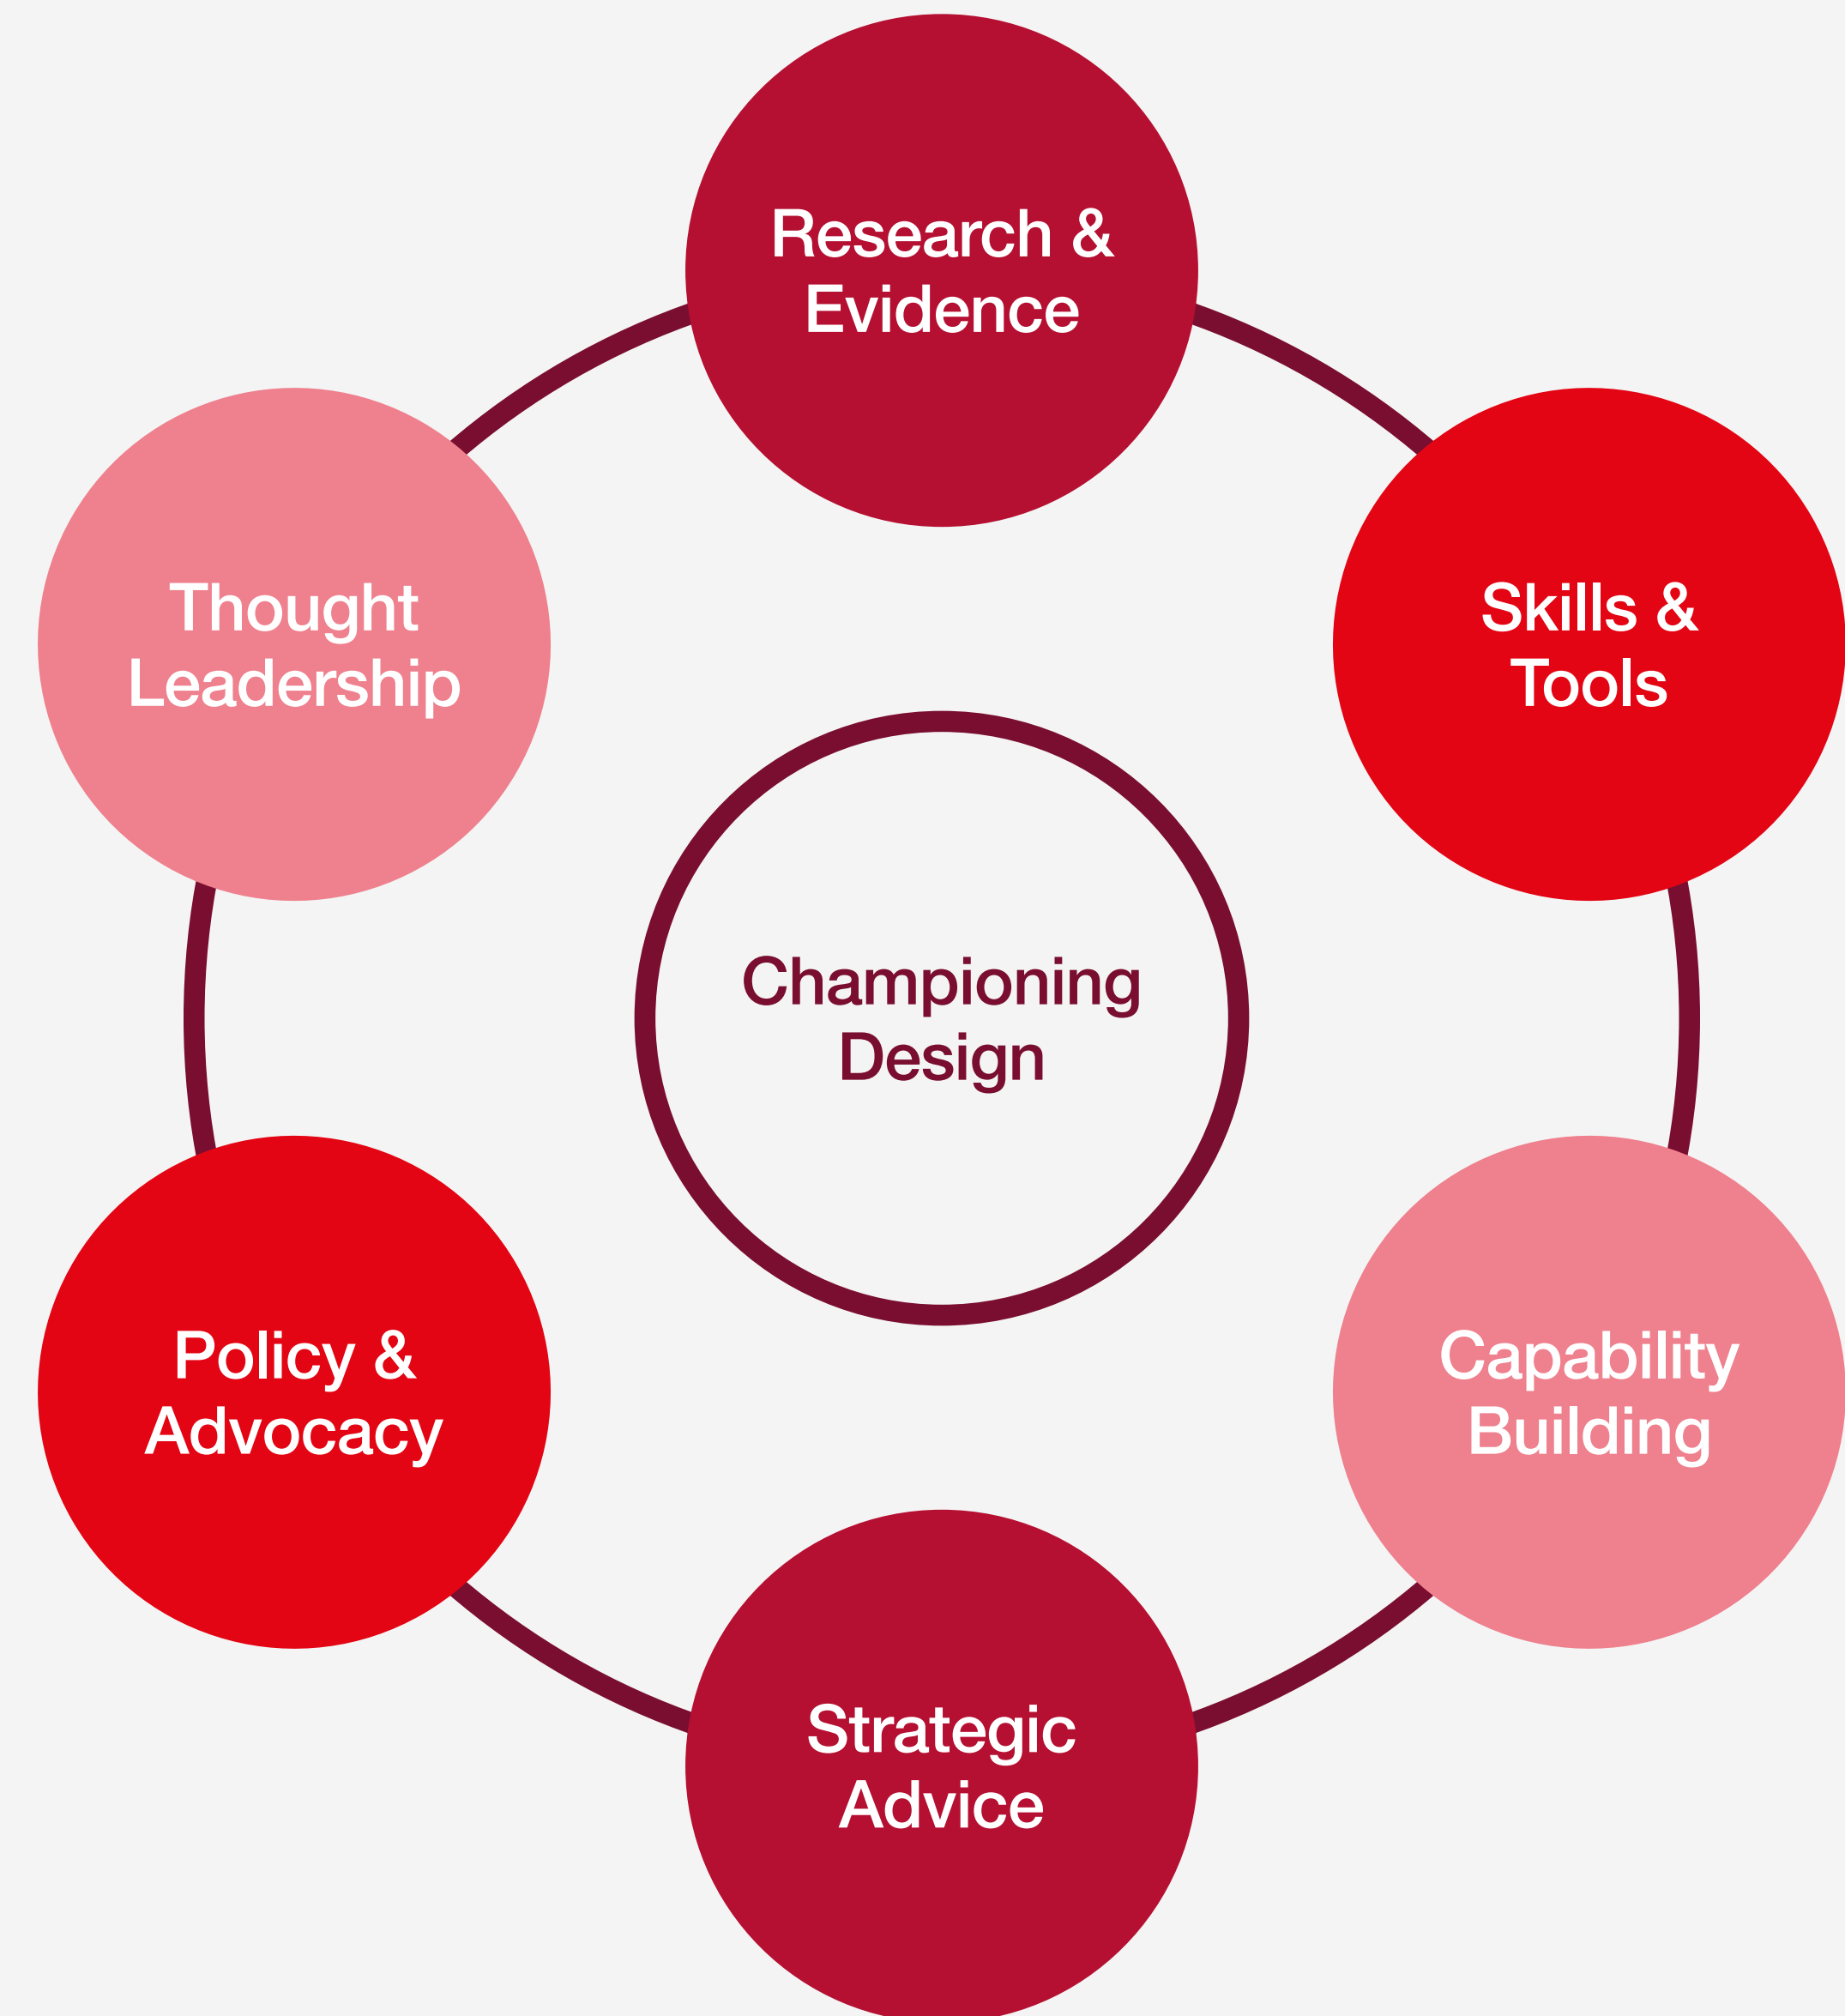 Research &
Evidence
Thought
Leadership
Skills &
Tools
Championing
Design
Policy &
Advocacy
Capability
Building
Strategic
Advice